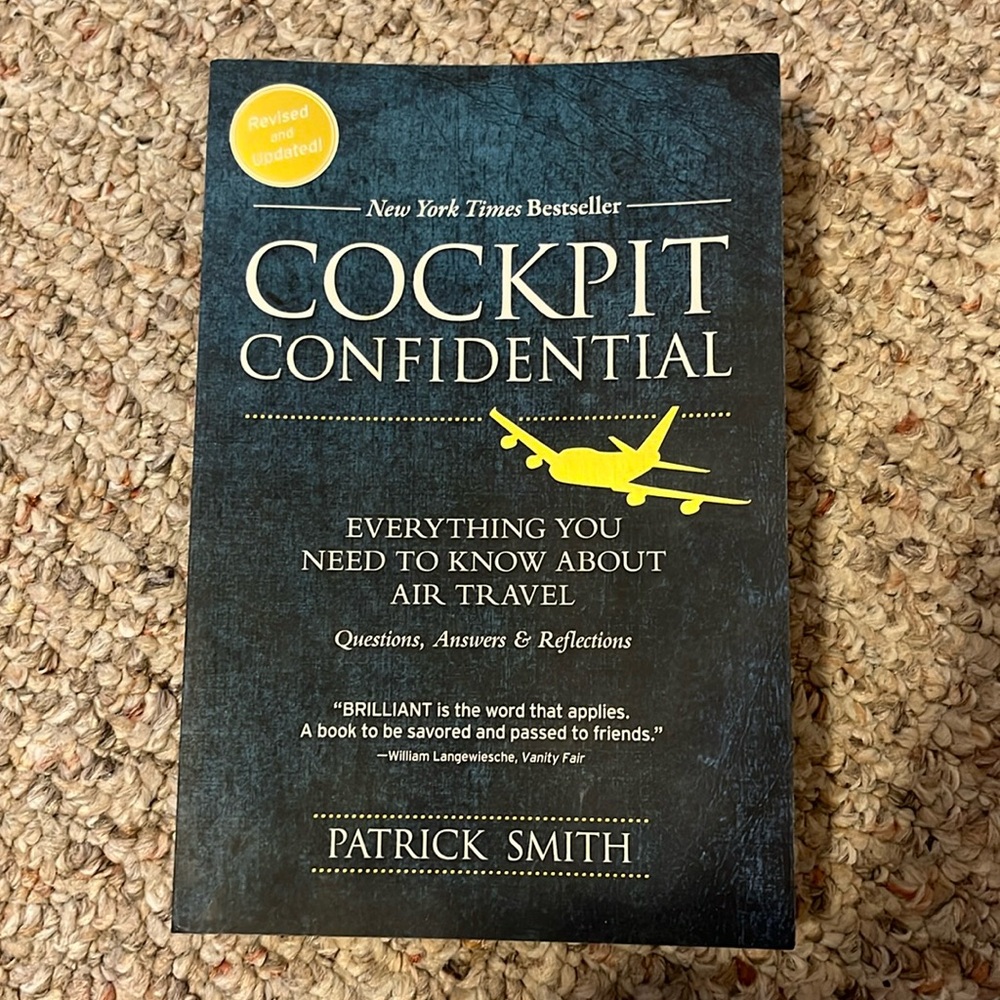 Revised
and
Updated!
New York Times Bestseller
COCKPIT
CONFIDENTIAL
EVERYTHING YOU
NEED TO KNOW ABOUT
AIR TRAVEL
Questions, Answers & Reflections
“BRILLIANT is the word that applies.
A book to be savored and passed to friends.”
—William Langewiesche, Vanity Fair
PATRICK SMITH